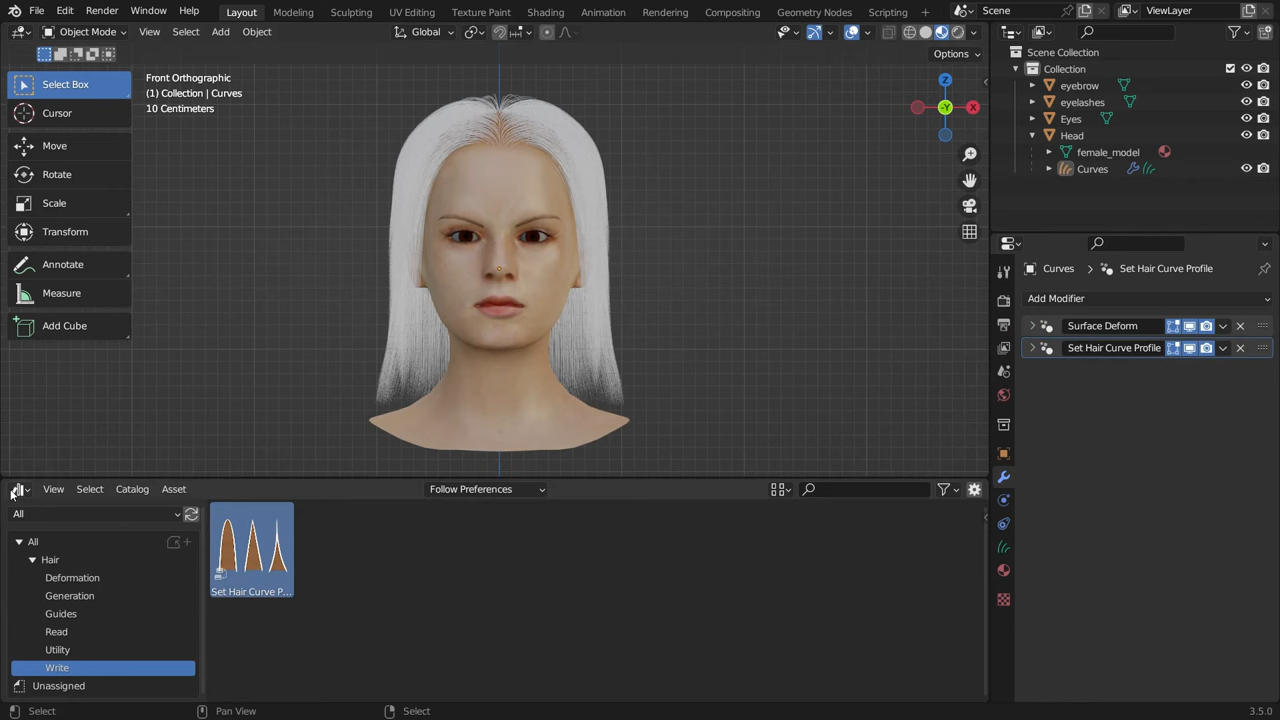 File Edit Render Window Help Layout Modeling Sculpting UV Editing Texture Paint Shading Animation Rendering Compositing Geometry Nodes Scripting Scene ViewLayer
Object Mode View Select Add Object Global
Options
Select Box
Cursor
Move
Rotate
Scale
Transform
Annotate
Measure
Add Cube
Front Orthographic
(1) Collection | Curves
10 Centimeters
Z
-Y
X
Scene Collection
Collection
eyebrow
eyelashes
Eyes
Head
female_model
Curves
Curves Set Hair Curve Profile
Add Modifier
Surface Deform
Set Hair Curve Profile
View Select Catalog Asset Follow Preferences
All
All
Hair
Deformation
Generation
Guides
Read
Utility
Write
Unassigned
Set Hair Curve P...
Select Pan View Select 3.5.0